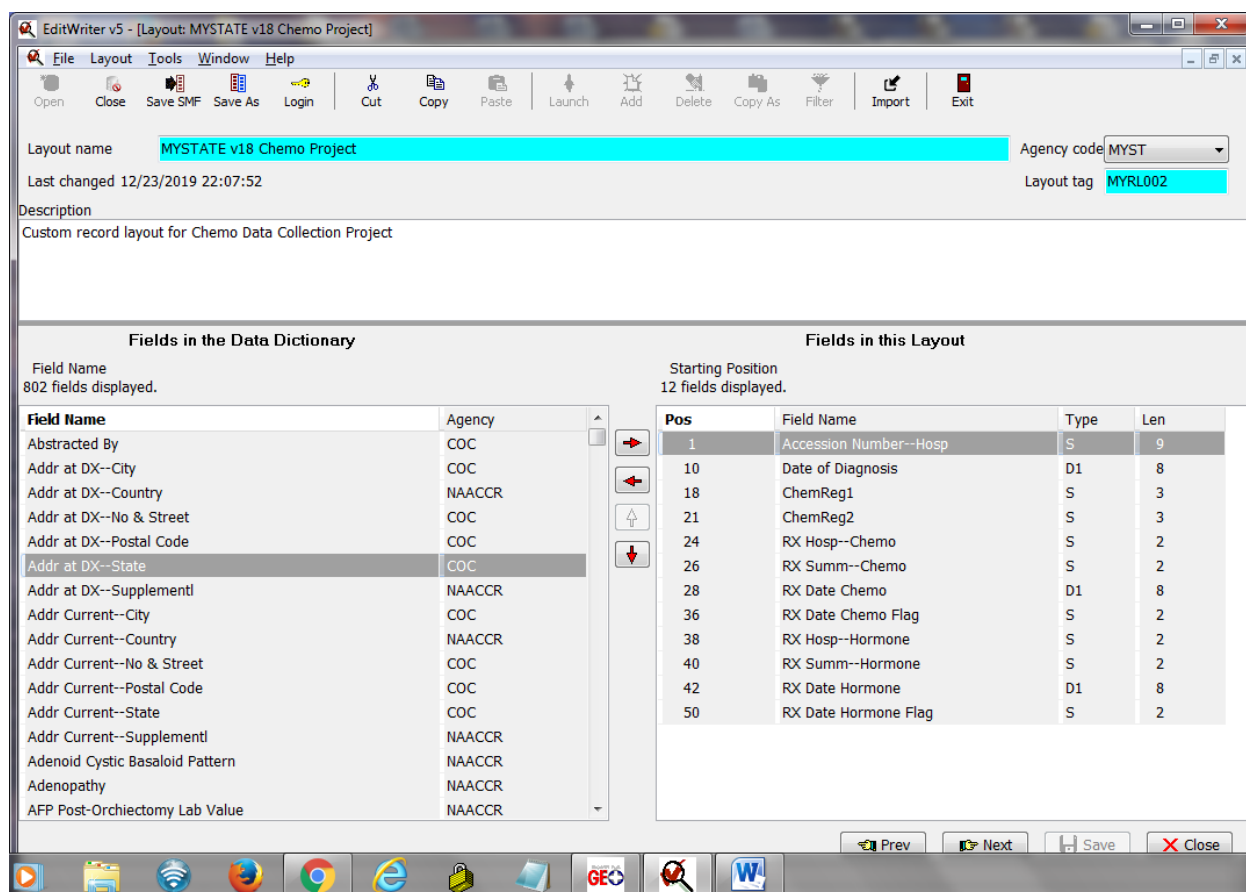 EditWriter v5 - [Layout: MYSTATE v18 Chemo Project]
File Layout Tools Window Help
Open Close Save SMF Save As Login Cut Copy Paste Launch Add Delete Copy As Filter Import Exit
Layout name MYSTATE v18 Chemo Project Agency code MYST
Last changed 12/23/2019 22:07:52 Layout tag MYRL002
Description
Custom record layout for Chemo Data Collection Project
Fields in the Data Dictionary Fields in this Layout
Field Name Starting Position
802 fields displayed. 12 fields displayed.
Field Name Agency Pos Field Name Type Len
Abstracted By COC 1 Accession Number--Hosp S 9
Addr at DX--City COC 10 Date of Diagnosis D1 8
Addr at DX--Country NAACCR 18 ChemReg1 S 3
Addr at DX--No & Street COC 21 ChemReg2 S 3
Addr at DX--Postal Code COC 24 RX Hosp--Chemo S 2
Addr at DX--State COC 26 RX Summ--Chemo S 2
Addr at DX--Supplementl NAACCR 28 RX Date Chemo D1 8
Addr Current--City COC 36 RX Date Chemo Flag S 2
Addr Current--Country NAACCR 38 RX Hosp--Hormone S 2
Addr Current--No & Street COC 40 RX Summ--Hormone S 2
Addr Current--Postal Code COC 42 RX Date Hormone D1 8
Addr Current--State COC 50 RX Date Hormone Flag S 2
Addr Current--Supplementl NAACCR
Adenoid Cystic Basaloid Pattern NAACCR
Adenopathy NAACCR
AFP Post-Orchiectomy Lab Value NAACCR
Prev Next Save Close
GEO W